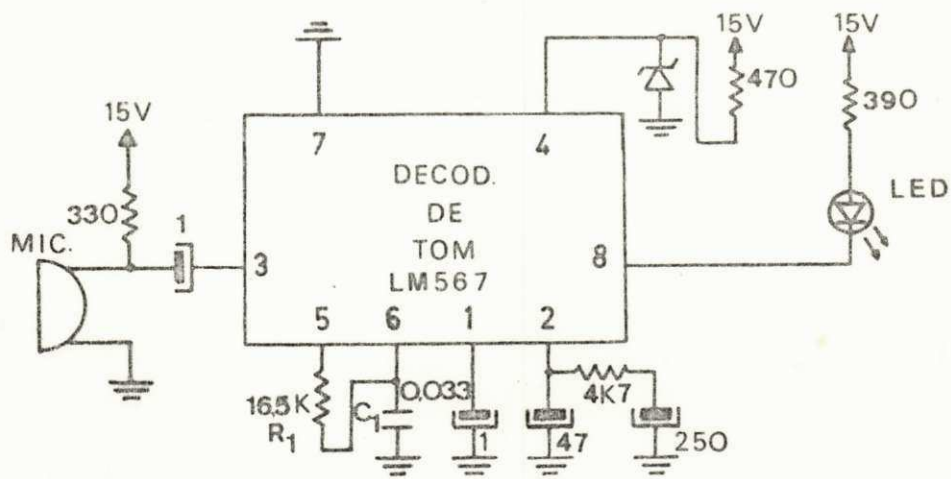 15V
15V
470
390
15V
7
4
DECOD.
DE
TOM
LM567
LED
330
1
MIC.
3
8
5
6
1
2
0,033
4K7
16,5K
R1
C1
1
47
250